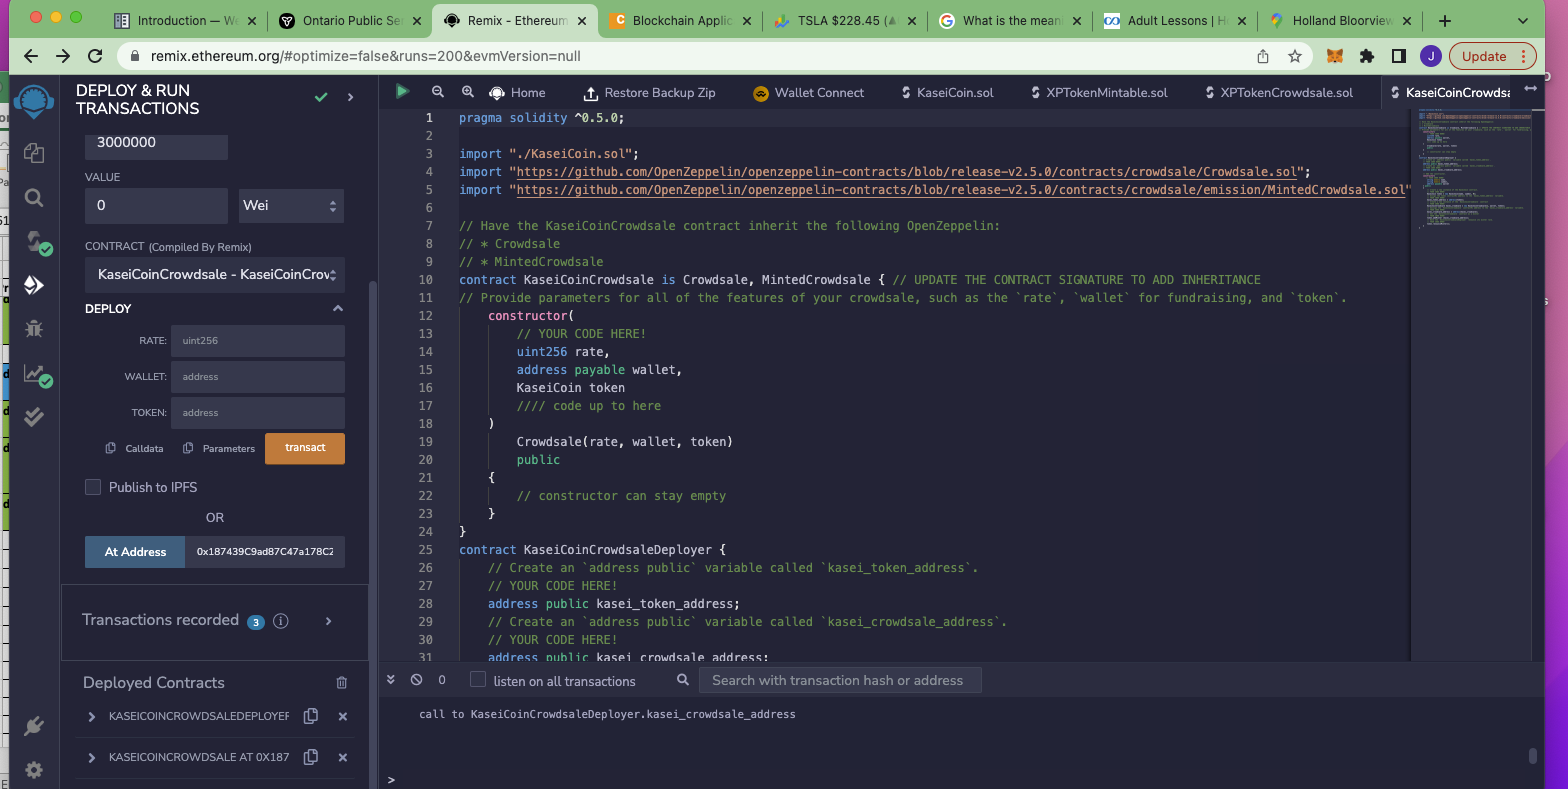 Introduction — W
Ontario Public Se
Remix - Ethereum
Blockchain Applic
TSLA $228.45 (
What is the mean
Adult Lessons | H
Holland Bloorview
remix.ethereum.org/#optimize=false&runs=200&evmVersion=null
J
Update
DEPLOY & RUN
TRANSACTIONS
3000000
VALUE
0
Wei
CONTRACT (Compiled By Remix)
KaseiCoinCrowdsale - KaseiCoinCrow
DEPLOY
RATE: uint256
WALLET: address
TOKEN: address
Calldata
Parameters
transact
Publish to IPFS
OR
At Address
0x187439C9ad87C47a178C2
Transactions recorded 3
Deployed Contracts
KASEICOINCROWDSALEDEPLOYER
KASEICOINCROWDSALE AT 0X187
Home
Restore Backup Zip
Wallet Connect
KaseiCoin.sol
XPTokenMintable.sol
XPTokenCrowdsale.sol
KaseiCoinCrowdsa
1 pragma solidity ^0.5.0;
2
3 import "./KaseiCoin.sol";
4 import "https://github.com/OpenZeppelin/openzeppelin-contracts/blob/release-v2.5.0/contracts/crowdsale/Crowdsale.sol";
5 import "https://github.com/OpenZeppelin/openzeppelin-contracts/blob/release-v2.5.0/contracts/crowdsale/emission/MintedCrowdsale.sol"
6
7 // Have the KaseiCoinCrowdsale contract inherit the following OpenZeppelin:
8 // * Crowdsale
9 // * MintedCrowdsale
10 contract KaseiCoinCrowdsale is Crowdsale, MintedCrowdsale { // UPDATE THE CONTRACT SIGNATURE TO ADD INHERITANCE
11 // Provide parameters for all of the features of your crowdsale, such as the `rate`, `wallet` for fundraising, and `token`.
12 constructor(
13 // YOUR CODE HERE!
14 uint256 rate,
15 address payable wallet,
16 KaseiCoin token
17 //// code up to here
18 )
19 Crowdsale(rate, wallet, token)
20 public
21 {
22 // constructor can stay empty
23 }
24 }
25 contract KaseiCoinCrowdsaleDeployer {
26 // Create an `address public` variable called `kasei_token_address`.
27 // YOUR CODE HERE!
28 address public kasei_token_address;
29 // Create an `address public` variable called `kasei_crowdsale_address`.
30 // YOUR CODE HERE!
31 address public kasei_crowdsale_address;
0
listen on all transactions
Search with transaction hash or address
call to KaseiCoinCrowdsaleDeployer.kasei_crowdsale_address
>